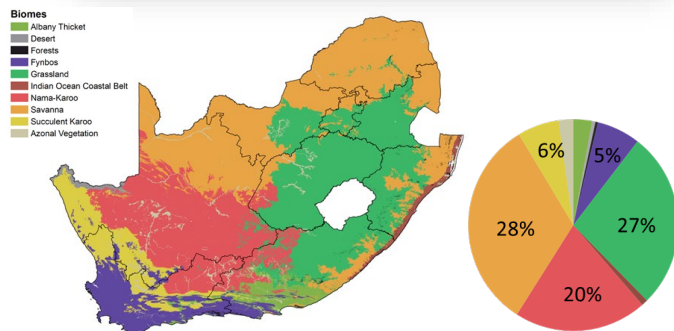 Biomes
Albany Thicket
Desert
Forests
Fynbos
Grassland
Indian Ocean Coastal Belt
Nama-Karoo
Savanna
Succulent Karoo
Azonal Vegetation
6%
5%
28%
27%
20%